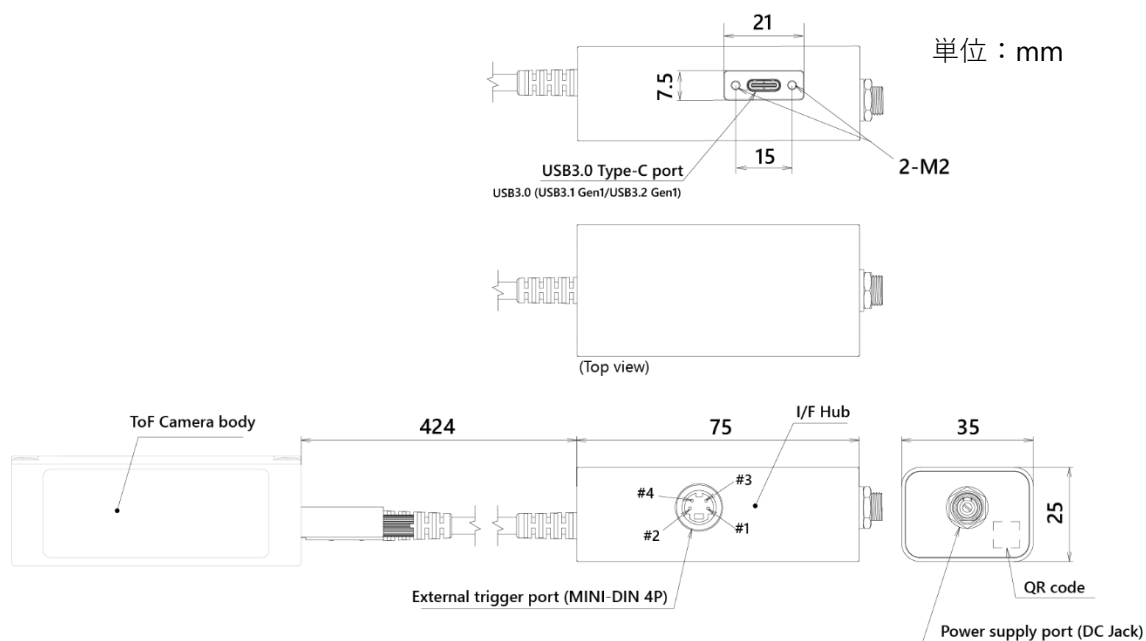 21
単位：mm
7.5
15
2-M2
USB3.0 Type-C port
USB3.0 (USB3.1 Gen1/USB3.2 Gen1)
(Top view)
ToF Camera body
424
75
I/F Hub
35
#4
#3
#2
#1
25
External trigger port (MINI-DIN 4P)
QR code
Power supply port (DC Jack)